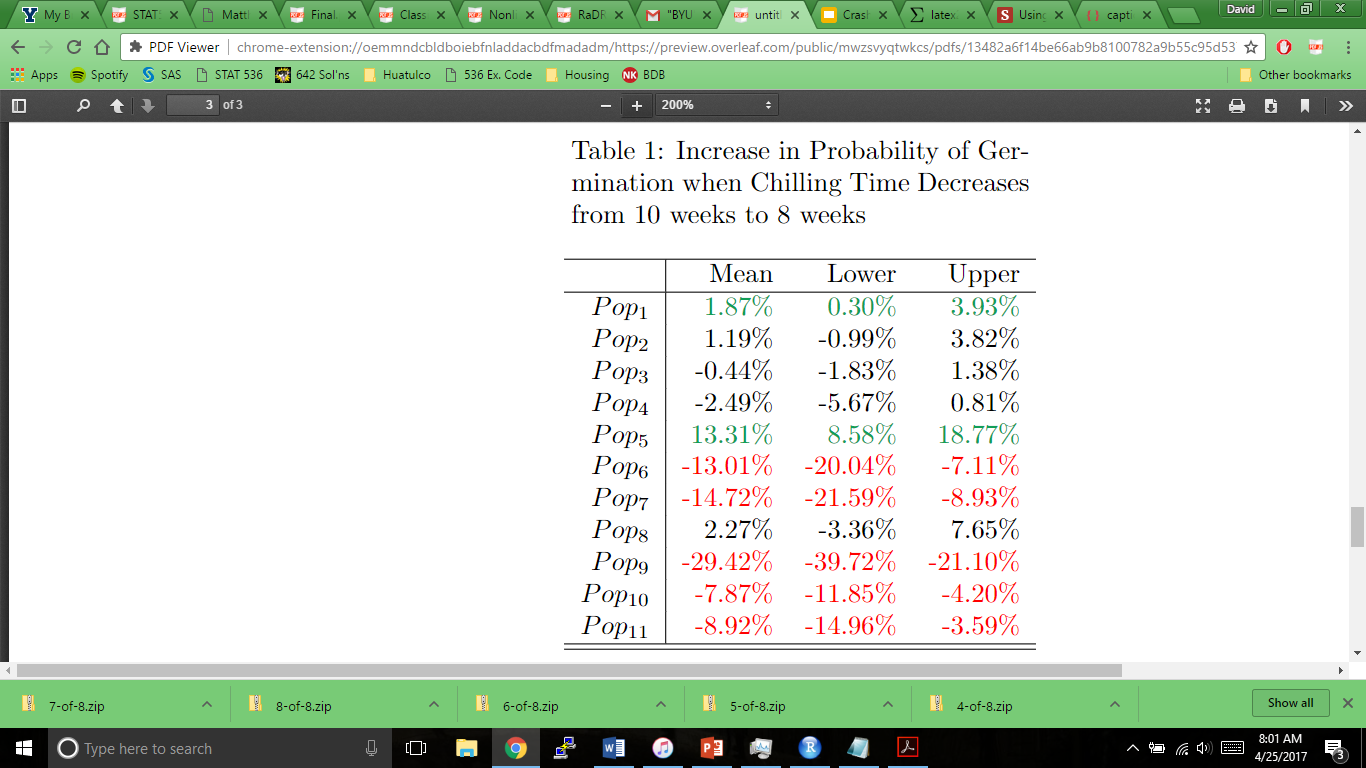 My B
STAT
Matt
Final.
Class
Nonl
RaDF
"BYU
untitl
Crash
latex
Using
capti
David
PDF Viewer chrome-extension://oemmndcbldboiebfnladdacbdfmadadm/https://preview.overleaf.com/public/mwzsvyqtwkcs/pdfs/13482a6f14be66ab9b8100782a9b55c95d53
Apps Spotify SAS STAT 536 642 Sol'ns Huatulco 536 Ex. Code Housing NK BDB Other bookmarks
3 of 3 200%
Table 1: Increase in Probability of Ger-
mination when Chilling Time Decreases
from 10 weeks to 8 weeks
Mean Lower Upper
Pop1 1.87% 0.30% 3.93%
Pop2 1.19% -0.99% 3.82%
Pop3 -0.44% -1.83% 1.38%
Pop4 -2.49% -5.67% 0.81%
Pop5 13.31% 8.58% 18.77%
Pop6 -13.01% -20.04% -7.11%
Pop7 -14.72% -21.59% -8.93%
Pop8 2.27% -3.36% 7.65%
Pop9 -29.42% -39.72% -21.10%
Pop10 -7.87% -11.85% -4.20%
Pop11 -8.92% -14.96% -3.59%
7-of-8.zip 8-of-8.zip 6-of-8.zip 5-of-8.zip 4-of-8.zip Show all
Type here to search
8:01 AM
4/25/2017
3